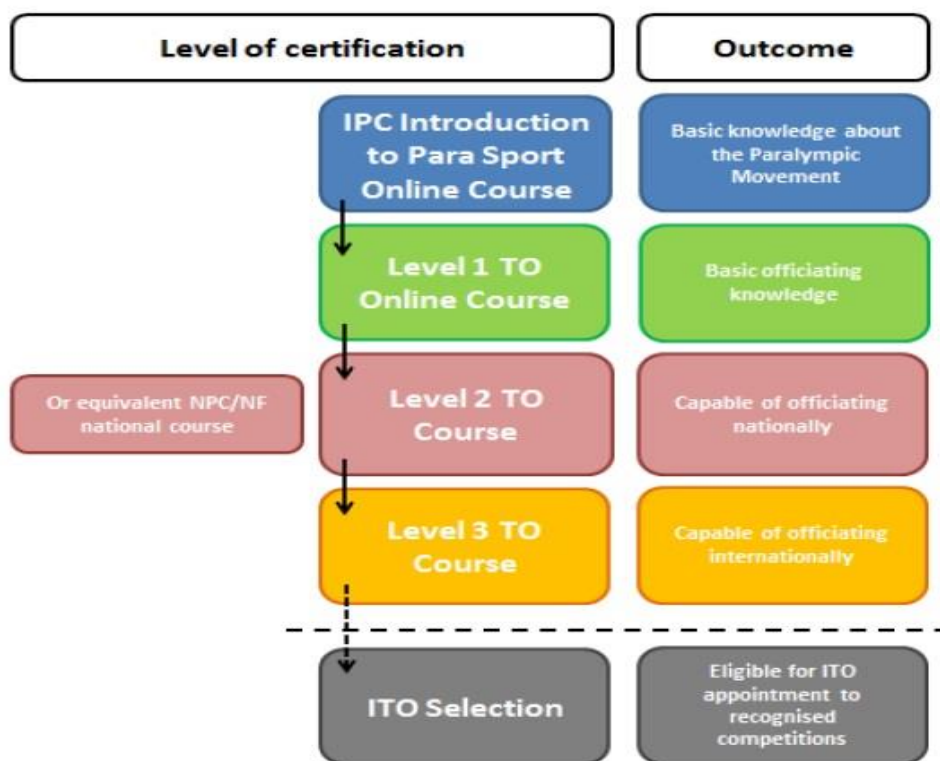 Level of certification
Outcome
IPC Introduction
to Para Sport
Online Course
Basic knowledge about
the Paralympic
Movement
Level 1 TO
Online Course
Basic officiating
knowledge
Or equivalent NPC/NF
national course
Level 2 TO
Course
Capable of officiating
nationally
Level 3 TO
Course
Capable of officiating
internationally
ITO Selection
Eligible for ITO
appointment to
recognised
competitions